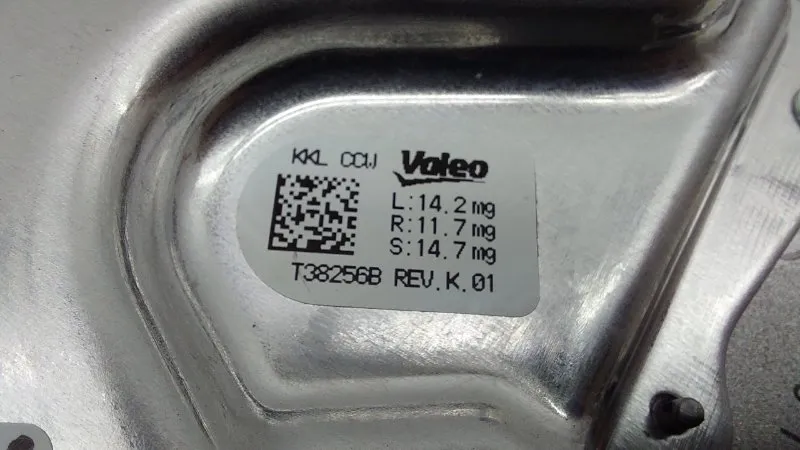 KKL CCW Valeo
L:14.2mg
R:11.7mg
S:14.7mg
T38256B REV.K.01